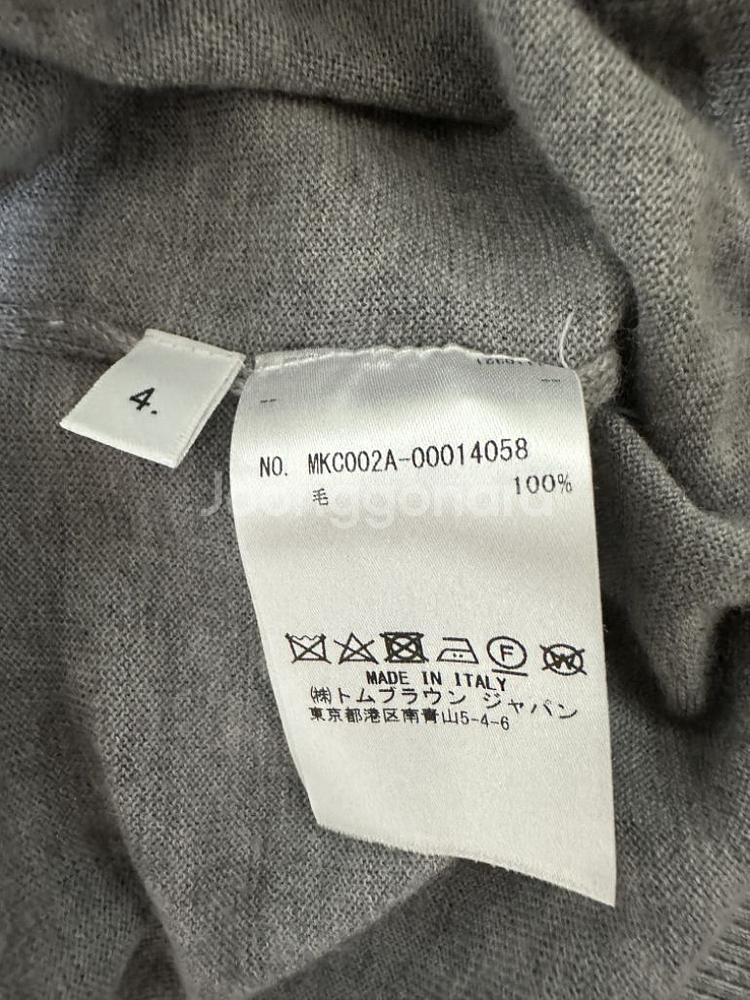 4.
NO. MKC002A-00014058
毛 100%
Joonggonara
F W
MADE IN ITALY
㈱トムブラウン ジャパン
東京都港区南青山5-4-6